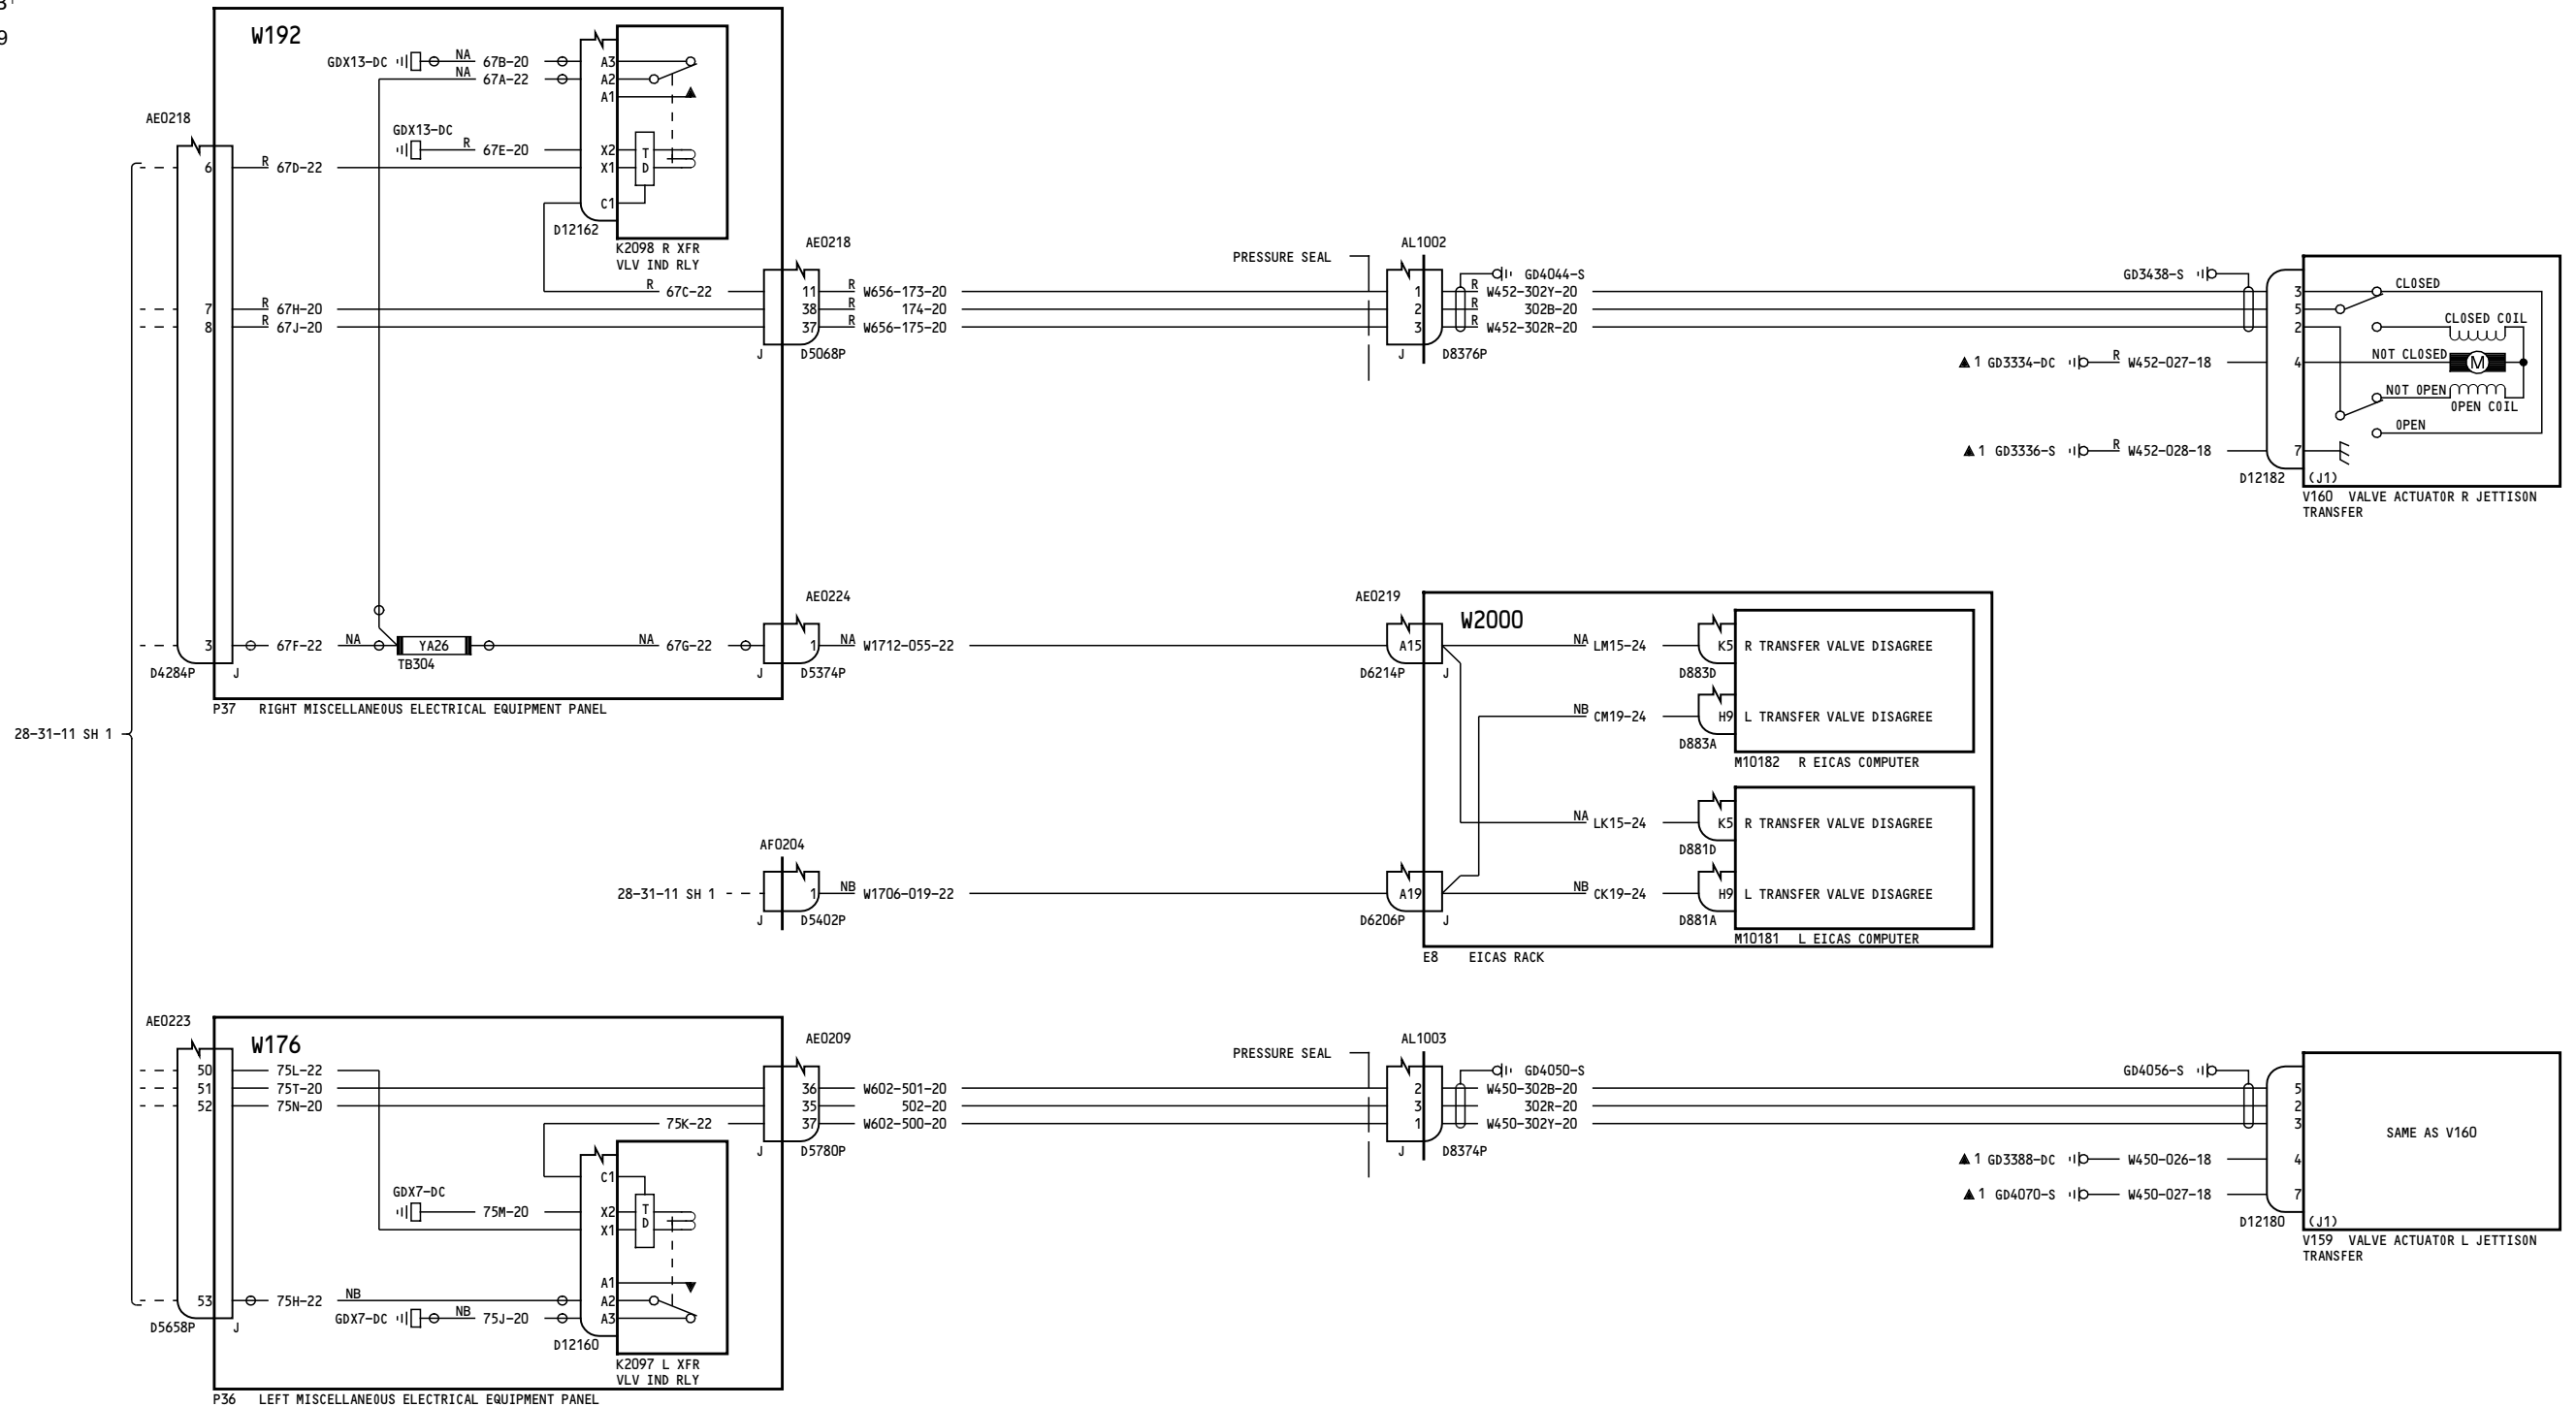 9
W192
GDX13-DC NA 67B-20 A3
NA 67A-22 A2
A1
AE0218
GDX13-DC
R 67E-20 X2 T
6 R 67D-22 X1 D
C1
D12162
K2098 R XFR
VLV IND RLY
AE0218
R 67C-22 11 R W656-173-20
7 R 67H-20 38 R 174-20
8 R 67J-20 37 R W656-175-20
J D5068P
PRESSURE SEAL
AL1002
GD4044-S
1 R W452-302Y-20
2 R 302B-20
3 R W452-302R-20
J D8376P
GD3438-S
3 CLOSED
5
2 CLOSED COIL
▲ 1 GD3334-DC R W452-027-18 4 NOT CLOSED M
NOT OPEN
OPEN COIL
OPEN
▲ 1 GD3336-S R W452-028-18 7
D12182 (J1)
V160 VALVE ACTUATOR R JETTISON
TRANSFER
AE0224
3 67F-22 NA YA26 NA 67G-22 1 NA W1712-055-22
TB304
D4284P J
J D5374P
P37 RIGHT MISCELLANEOUS ELECTRICAL EQUIPMENT PANEL
28-31-11 SH 1
AE0219
W2000
A15 NA LM15-24 K5 R TRANSFER VALVE DISAGREE
D6214P J D883D
NB CM19-24 H9 L TRANSFER VALVE DISAGREE
D883A
M10182 R EICAS COMPUTER
NA LK15-24 K5 R TRANSFER VALVE DISAGREE
D881D
AF0204
28-31-11 SH 1 1 NB W1706-019-22 A19 NB CK19-24 H9 L TRANSFER VALVE DISAGREE
J D5402P D6206P J D881A
M10181 L EICAS COMPUTER
E8 EICAS RACK
AE0223
W176
50 75L-22
51 75T-20
52 75N-20
AE0209
36 W602-501-20
35 502-20
75K-22 37 W602-500-20
J D5780P
PRESSURE SEAL
AL1003
GD4050-S
2 W450-302B-20
3 302R-20
1 W450-302Y-20
J D8374P
GD4056-S
5
2
3
SAME AS V160
▲ 1 GD3388-DC W450-026-18 4
▲ 1 GD4070-S W450-027-18 7
D12180 (J1)
V159 VALVE ACTUATOR L JETTISON
TRANSFER
C1
GDX7-DC
75M-20 X2 T
X1 D
A1
53 75H-22 NB A2
GDX7-DC NB 75J-20 A3
D5658P J
D12160
K2097 L XFR
VLV IND RLY
P36 LEFT MISCELLANEOUS ELECTRICAL EQUIPMENT PANEL